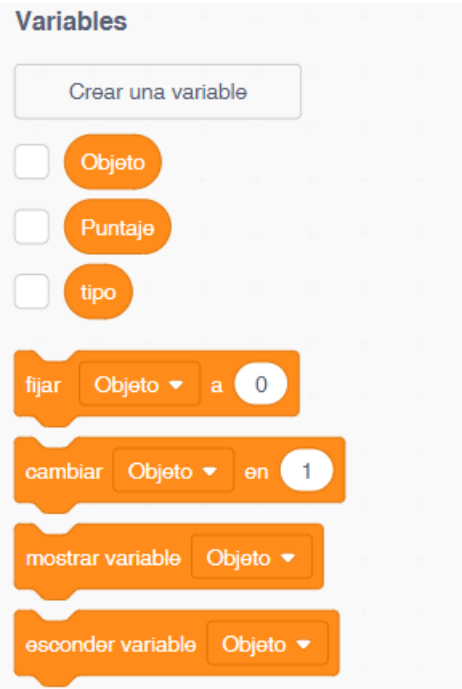 Variables
Crear una variable
Objeto
Puntaje
tipo
fijar Objeto a 0
cambiar Objeto en 1
mostrar variable Objeto
esconder variable Objeto